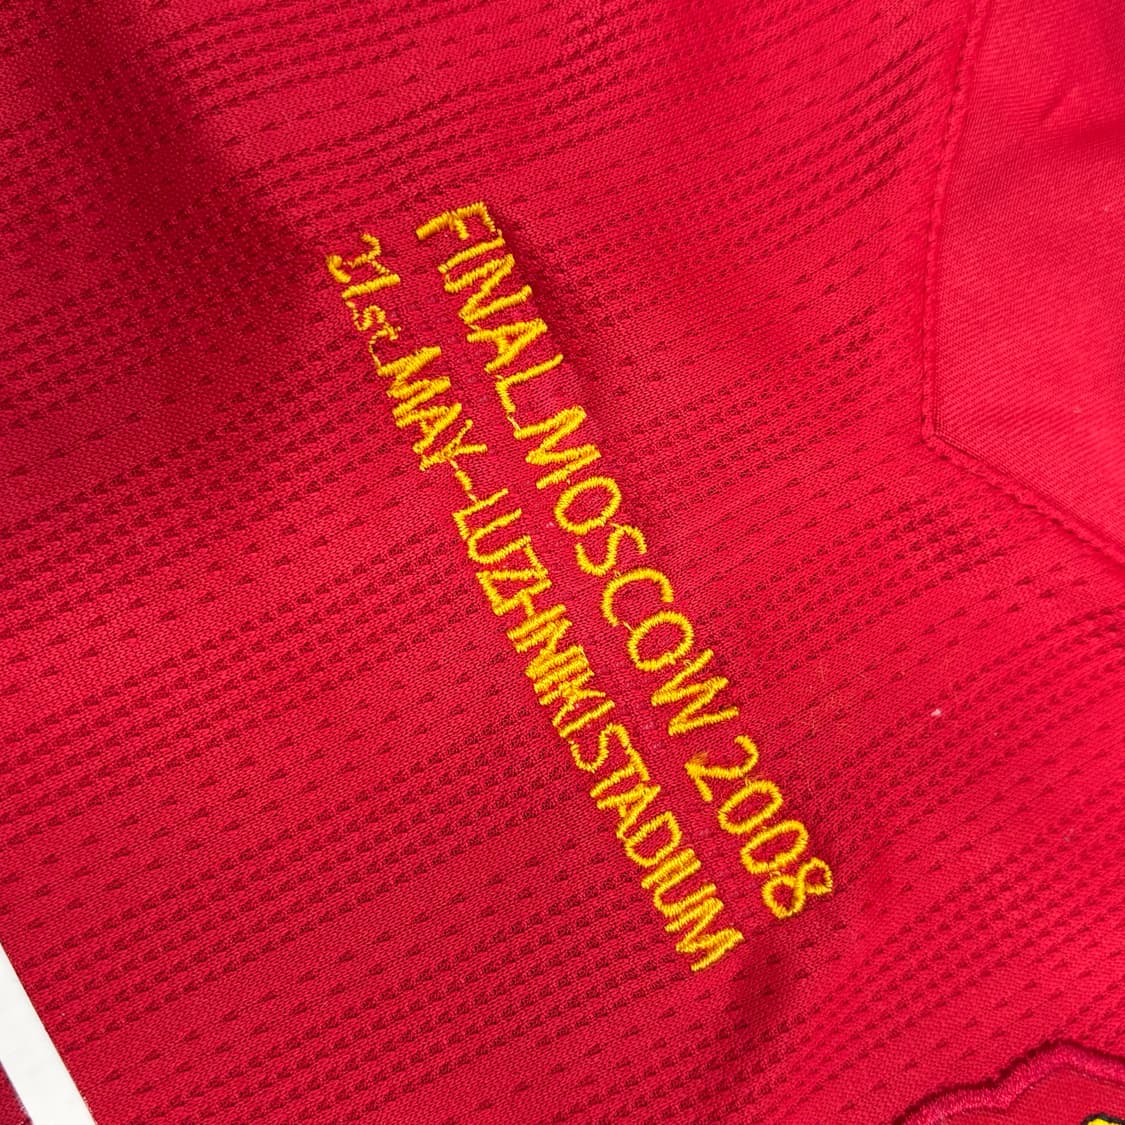 FINAL MOSCOW 2008
21st MAY-LUZHNIKI STADIUM